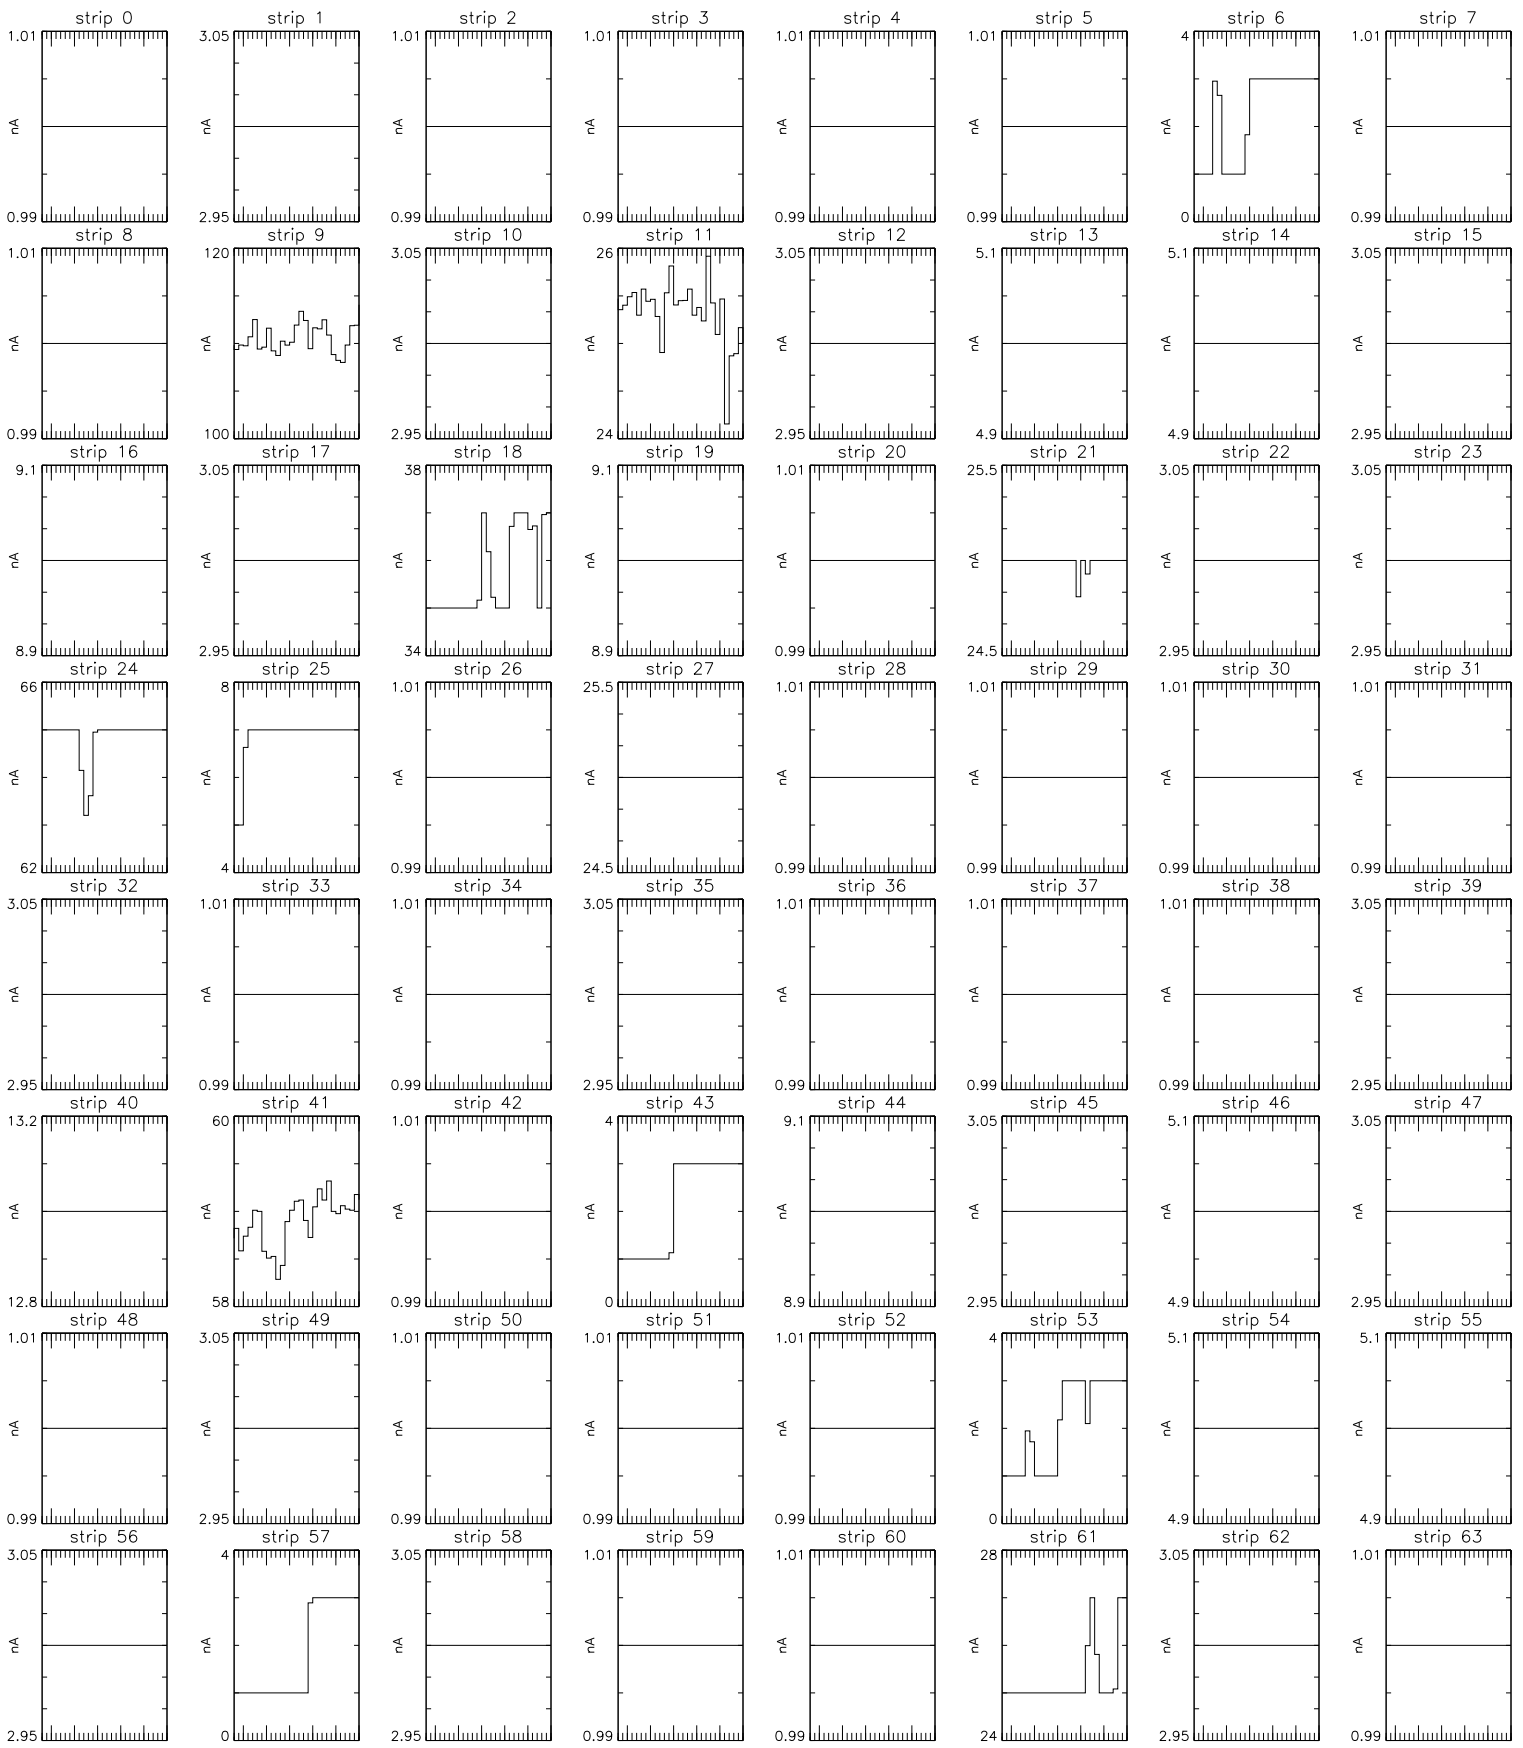 strip 0 strip 1 strip 2 strip 3 strip 4 strip 5 strip 6 strip 7
1.01 3.05 1.01 1.01 1.01 1.01 4 1.01
nA nA nA nA nA nA nA nA
0.99 2.95 0.99 0.99 0.99 0.99 0 0.99
strip 8 strip 9 strip 10 strip 11 strip 12 strip 13 strip 14 strip 15
1.01 120 3.05 26 3.05 5.1 5.1 3.05
nA nA nA nA nA nA nA nA
0.99 100 2.95 24 2.95 4.9 4.9 2.95
strip 16 strip 17 strip 18 strip 19 strip 20 strip 21 strip 22 strip 23
9.1 3.05 38 9.1 1.01 25.5 3.05 3.05
nA nA nA nA nA nA nA nA
8.9 2.95 34 8.9 0.99 24.5 2.95 2.95
strip 24 strip 25 strip 26 strip 27 strip 28 strip 29 strip 30 strip 31
66 8 1.01 25.5 1.01 1.01 1.01 1.01
nA nA nA nA nA nA nA nA
62 4 0.99 24.5 0.99 0.99 0.99 0.99
strip 32 strip 33 strip 34 strip 35 strip 36 strip 37 strip 38 strip 39
3.05 1.01 1.01 3.05 1.01 1.01 1.01 3.05
nA nA nA nA nA nA nA nA
2.95 0.99 0.99 2.95 0.99 0.99 0.99 2.95
strip 40 strip 41 strip 42 strip 43 strip 44 strip 45 strip 46 strip 47
13.2 60 1.01 4 9.1 3.05 5.1 3.05
nA nA nA nA nA nA nA nA
12.8 58 0.99 0 8.9 2.95 4.9 2.95
strip 48 strip 49 strip 50 strip 51 strip 52 strip 53 strip 54 strip 55
1.01 3.05 1.01 1.01 1.01 4 5.1 5.1
nA nA nA nA nA nA nA nA
0.99 2.95 0.99 0.99 0.99 0 4.9 4.9
strip 56 strip 57 strip 58 strip 59 strip 60 strip 61 strip 62 strip 63
3.05 4 3.05 1.01 1.01 28 3.05 1.01
nA nA nA nA nA nA nA nA
2.95 0 2.95 0.99 0.99 24 2.95 0.99